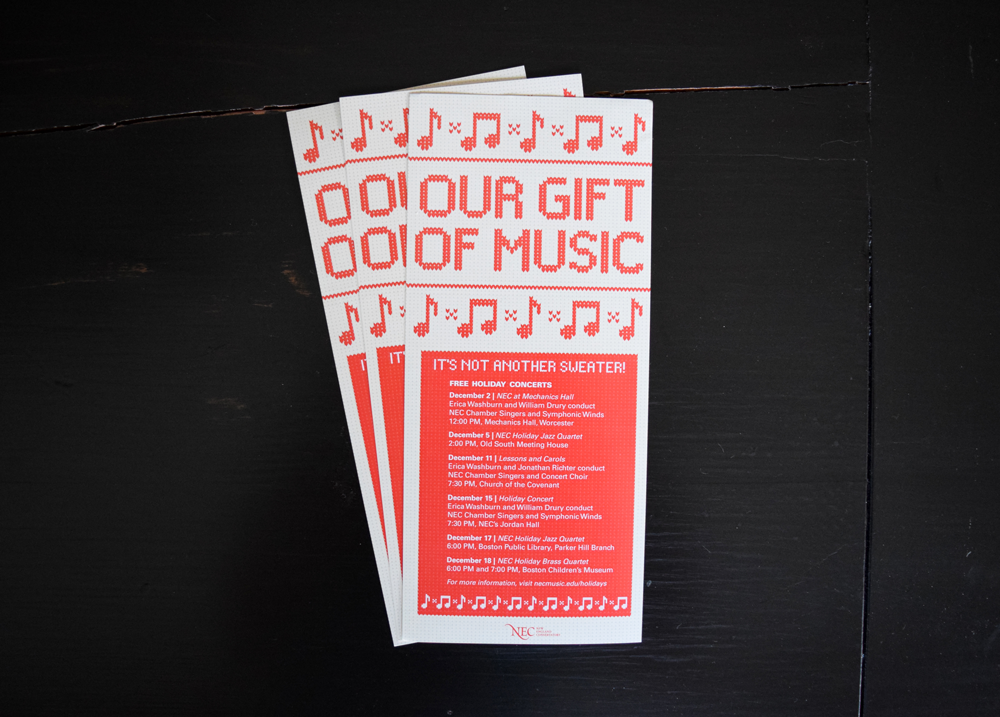 OUR GIFT
OF MUSIC
IT'S NOT ANOTHER SWEATER!
FREE HOLIDAY CONCERTS
December 2 | NEC at Mechanics Hall
Erica Washburn and William Drury conduct
NEC Chamber Singers and Symphonic Winds
12:00 PM, Mechanics Hall, Worcester
December 5 | NEC Holiday Jazz Quartet
2:00 PM, Old South Meeting House
December 11 | Lessons and Carols
Erica Washburn and Jonathan Richter conduct
NEC Chamber Singers and Concert Choir
7:30 PM, Church of the Covenant
December 15 | Holiday Concert
Erica Washburn and William Drury conduct
NEC Chamber Singers and Symphonic Winds
7:30 PM, NEC's Jordan Hall
December 17 | NEC Holiday Jazz Quartet
6:00 PM, Boston Public Library, Parker Hill Branch
December 18 | NEC Holiday Brass Quartet
6:00 PM and 7:00 PM, Boston Children's Museum
For more information, visit necmusic.edu/holidays
NEC
NEW
ENGLAND
CONSERVATORY
OU
OF
IT
O
O
I